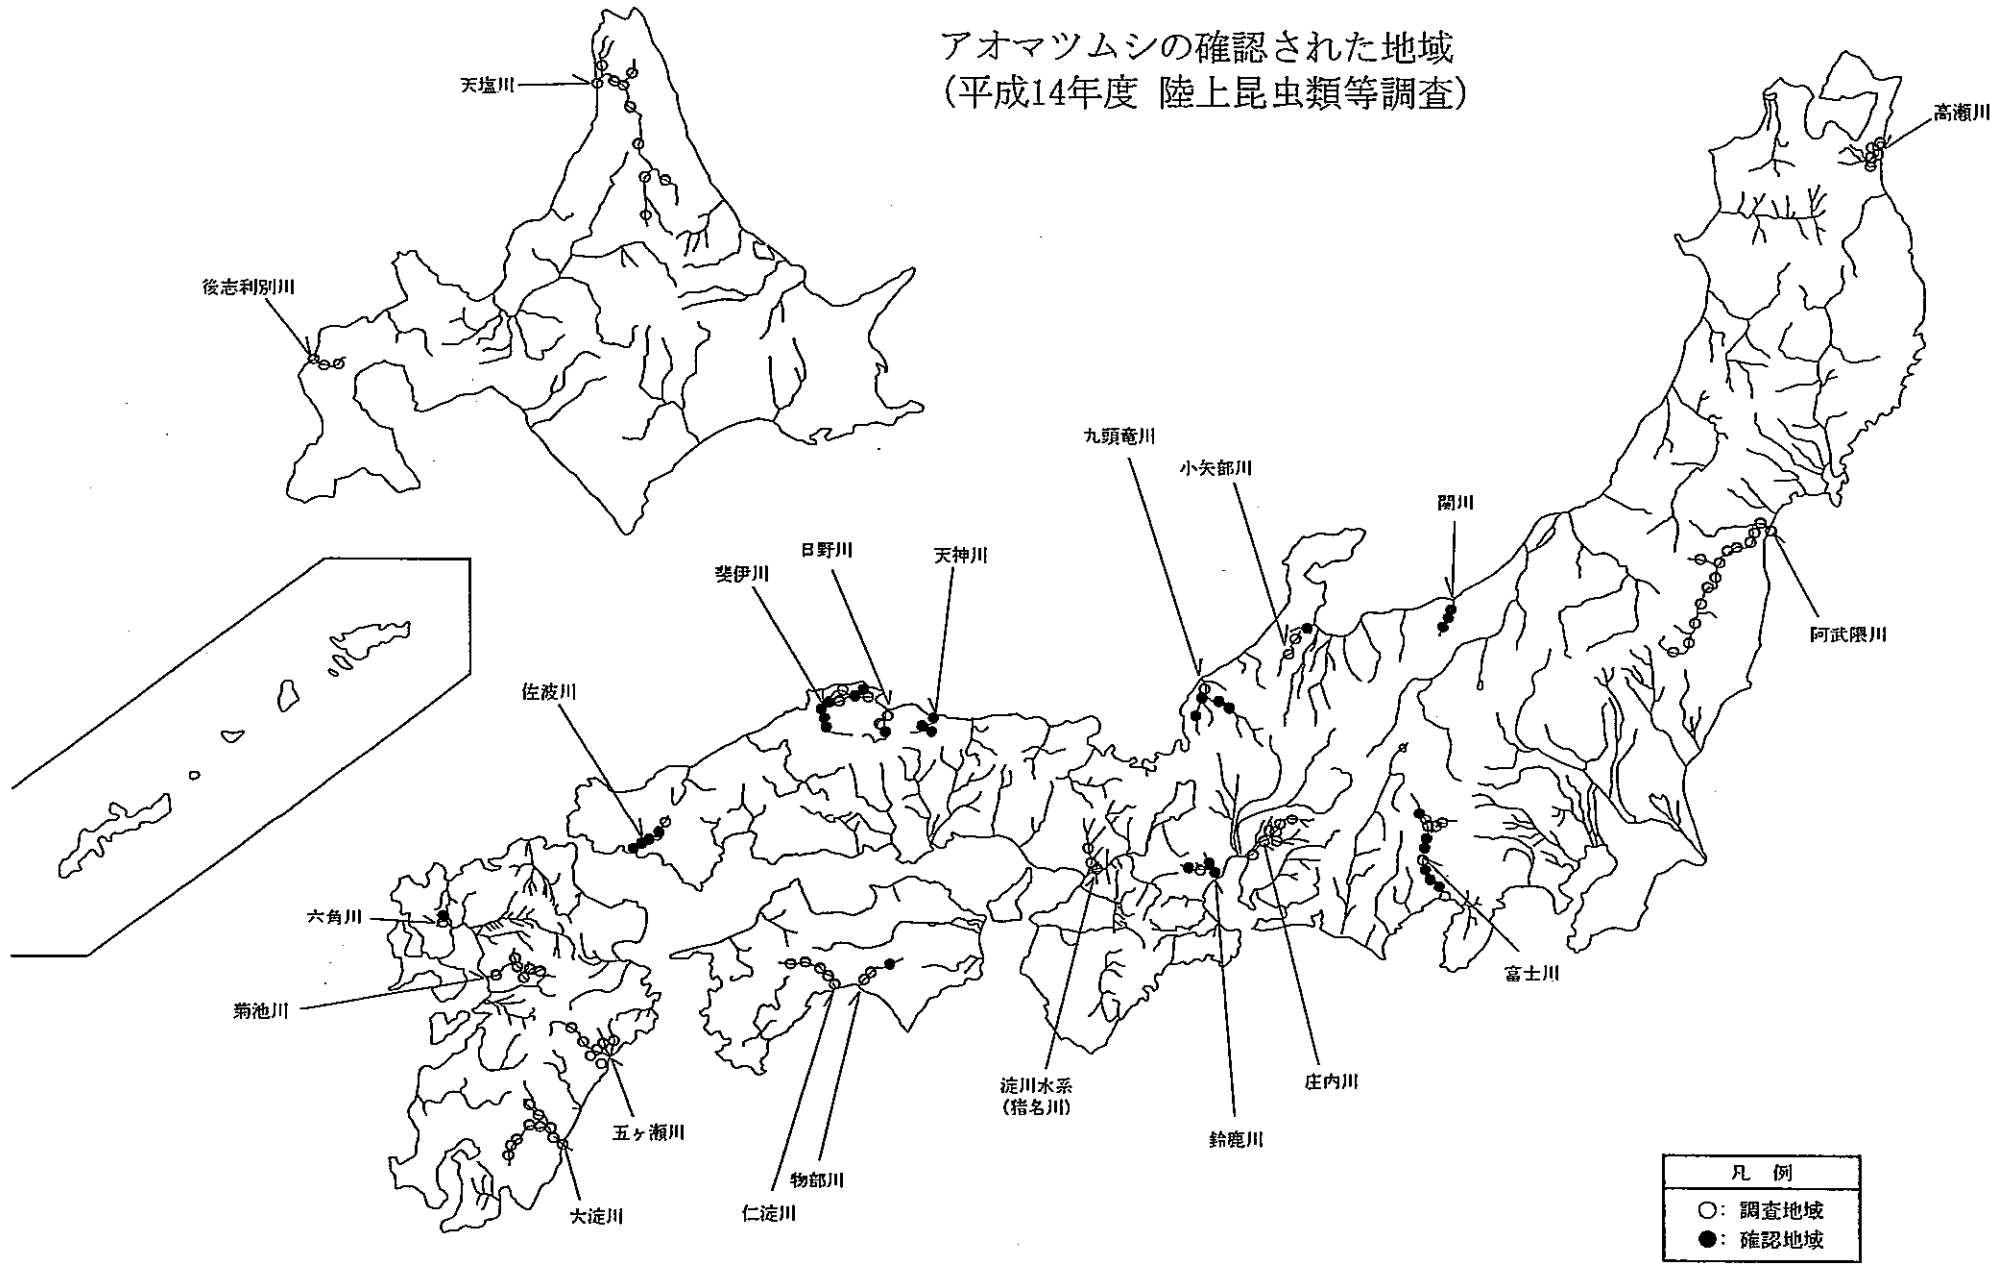 アオマツムシの確認された地域
(平成14年度 陸上昆虫類等調査)
天塩川
高瀬川
後志利別川
九頭竜川
小矢部川
関川
日野川
天神川
斐伊川
阿武隈川
佐波川
六角川
富士川
菊池川
庄内川
淀川水系
(猪名川)
五ヶ瀬川
鈴鹿川
物部川
仁淀川
大淀川
凡 例
○: 調査地域
●: 確認地域